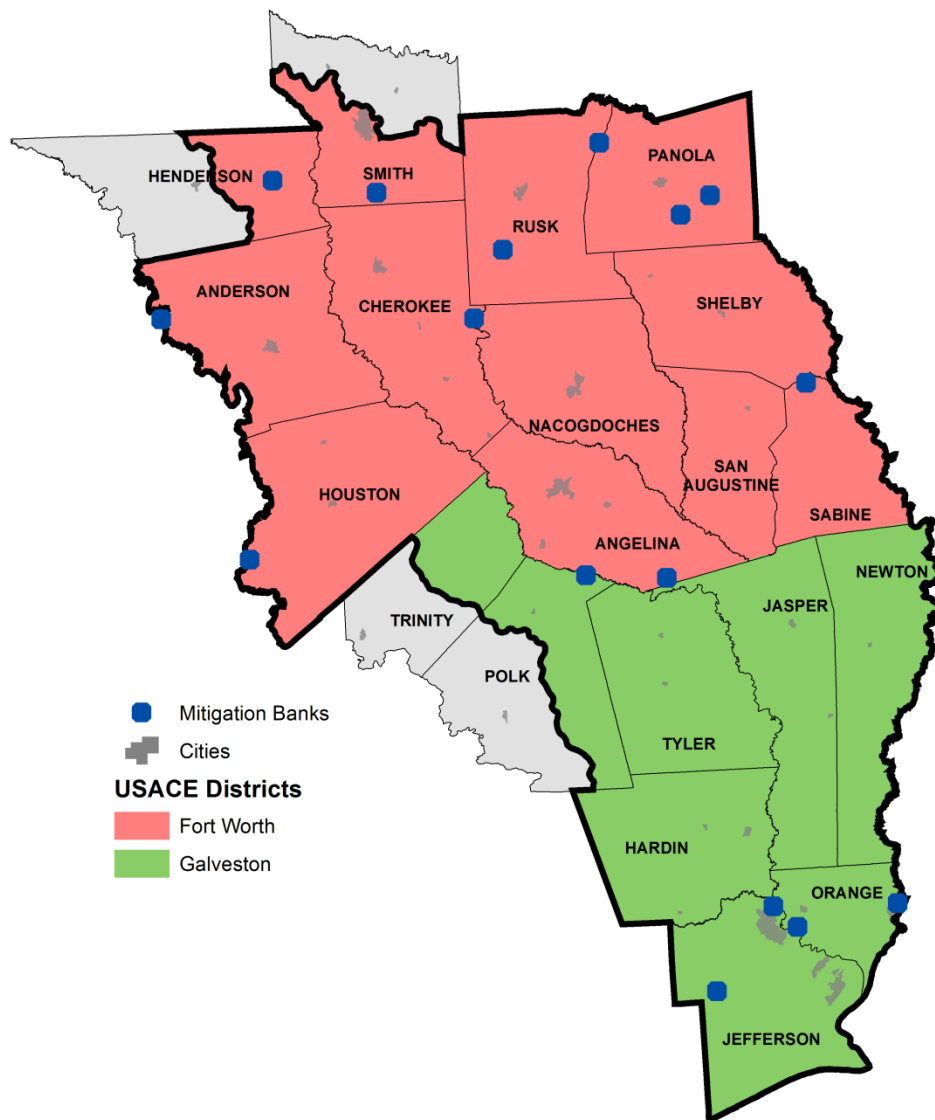 PANOLA
HENDERSON
SMITH
RUSK
ANDERSON
CHEROKEE
SHELBY
NACOGDOCHES
SAN
AUGUSTINE
HOUSTON
SABINE
ANGELINA
NEWTON
JASPER
TRINITY
POLK
Mitigation Banks
Cities
TYLER
USACE Districts
Fort Worth
Galveston
HARDIN
ORANGE
JEFFERSON